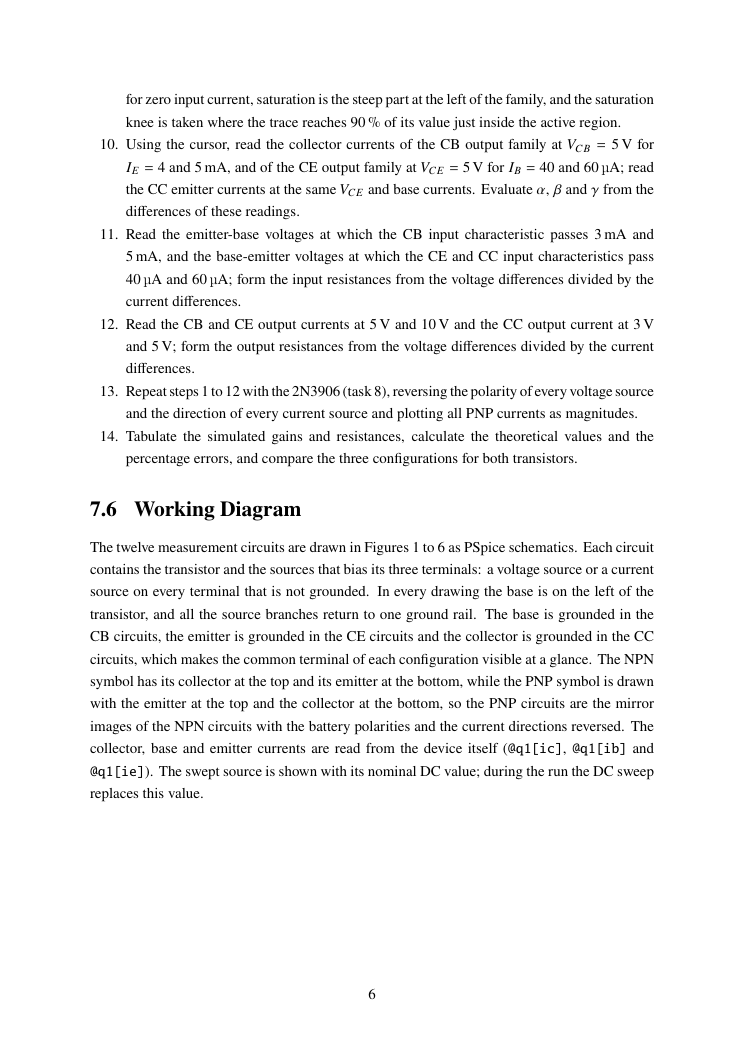 for zero input current, saturation is the steep part at the left of the family, and the saturation
knee is taken where the trace reaches 90 % of its value just inside the active region.
10. Using the cursor, read the collector currents of the CB output family at V_CB = 5 V for
I_E = 4 and 5 mA, and of the CE output family at V_CE = 5 V for I_B = 40 and 60 µA; read
the CC emitter currents at the same V_CE and base currents. Evaluate α, β and γ from the
differences of these readings.
11. Read the emitter-base voltages at which the CB input characteristic passes 3 mA and
5 mA, and the base-emitter voltages at which the CE and CC input characteristics pass
40 µA and 60 µA; form the input resistances from the voltage differences divided by the
current differences.
12. Read the CB and CE output currents at 5 V and 10 V and the CC output current at 3 V
and 5 V; form the output resistances from the voltage differences divided by the current
differences.
13. Repeat steps 1 to 12 with the 2N3906 (task 8), reversing the polarity of every voltage source
and the direction of every current source and plotting all PNP currents as magnitudes.
14. Tabulate the simulated gains and resistances, calculate the theoretical values and the
percentage errors, and compare the three configurations for both transistors.
7.6 Working Diagram
The twelve measurement circuits are drawn in Figures 1 to 6 as PSpice schematics. Each circuit
contains the transistor and the sources that bias its three terminals: a voltage source or a current
source on every terminal that is not grounded. In every drawing the base is on the left of the
transistor, and all the source branches return to one ground rail. The base is grounded in the
CB circuits, the emitter is grounded in the CE circuits and the collector is grounded in the CC
circuits, which makes the common terminal of each configuration visible at a glance. The NPN
symbol has its collector at the top and its emitter at the bottom, while the PNP symbol is drawn
with the emitter at the top and the collector at the bottom, so the PNP circuits are the mirror
images of the NPN circuits with the battery polarities and the current directions reversed. The
collector, base and emitter currents are read from the device itself (@q1[ic], @q1[ib] and
@q1[ie]). The swept source is shown with its nominal DC value; during the run the DC sweep
replaces this value.
6